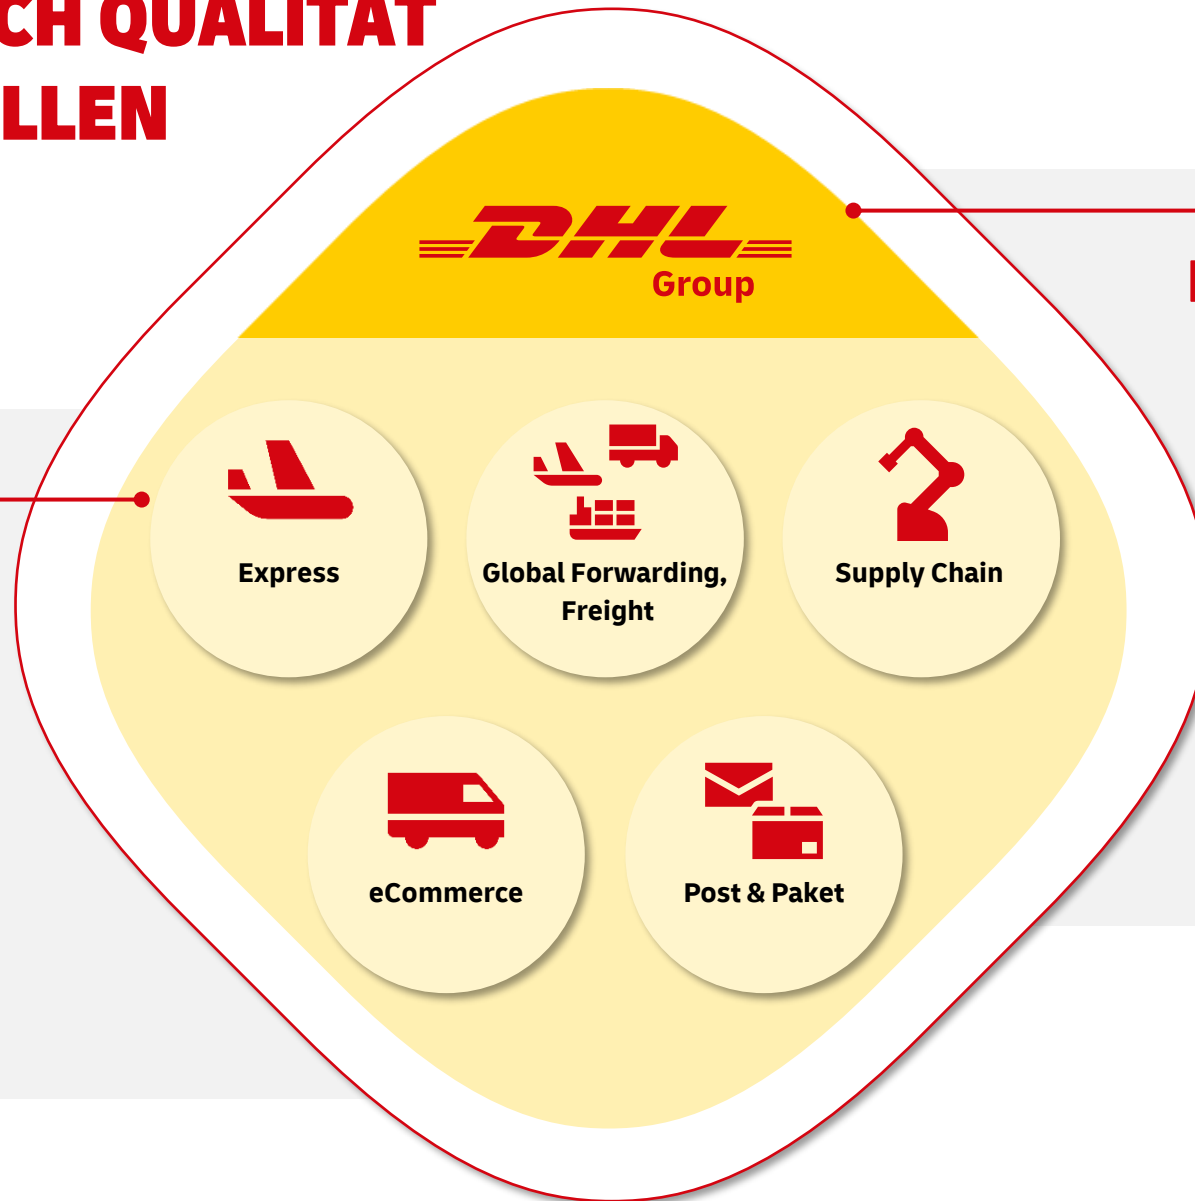 CH QUALITÄT
LLEN
DHL
Group
Express
Global Forwarding,
Freight
Supply Chain
eCommerce
Post & Paket